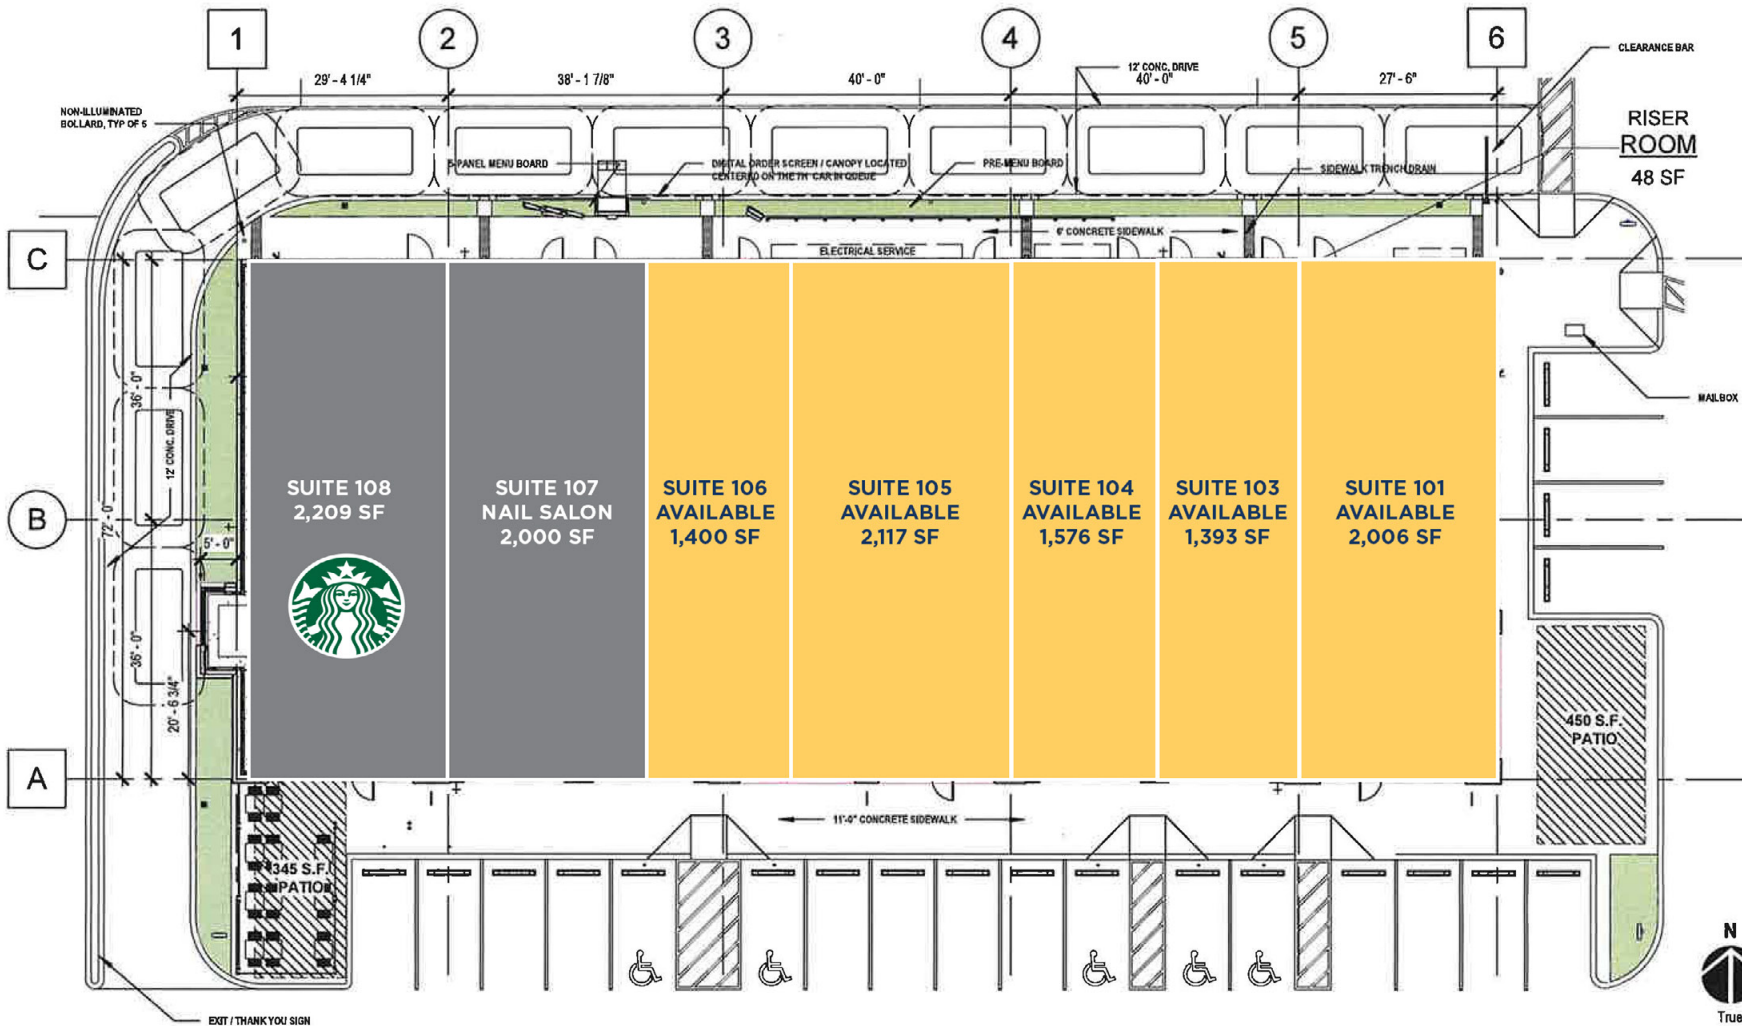 1
2
3
4
5
6
29' - 4 1/4"
38' - 1 7/8"
40' - 0"
12' CONC. DRIVE
40' - 0"
27' - 6"
CLEARANCE BAR
NON-ILLUMINATED
BOLLARD, TYP OF 5
RISER
ROOM
48 SF
5-PANEL MENU BOARD
DIGITAL ORDER SCREEN / CANOPY LOCATED
CENTERED ON THE 7H CAR IN QUEUE
PRE-MENU BOARD
SIDEWALK TRENCH DRAIN
6' CONCRETE SIDEWALK
ELECTRICAL SERVICE
C
B
A
MAILBOX
36' - 0"
12' CONC. DRIVE
72' - 0"
5' - 0"
36' - 0"
20' - 6 3/4"
SUITE 108
2,209 SF
SUITE 107
NAIL SALON
2,000 SF
SUITE 106
AVAILABLE
1,400 SF
SUITE 105
AVAILABLE
2,117 SF
SUITE 104
AVAILABLE
1,576 SF
SUITE 103
AVAILABLE
1,393 SF
SUITE 101
AVAILABLE
2,006 SF
450 S.F.
PATIO
11'-0" CONCRETE SIDEWALK
345 S.F.
PATIO
N
True
EXIT / THANK YOU SIGN